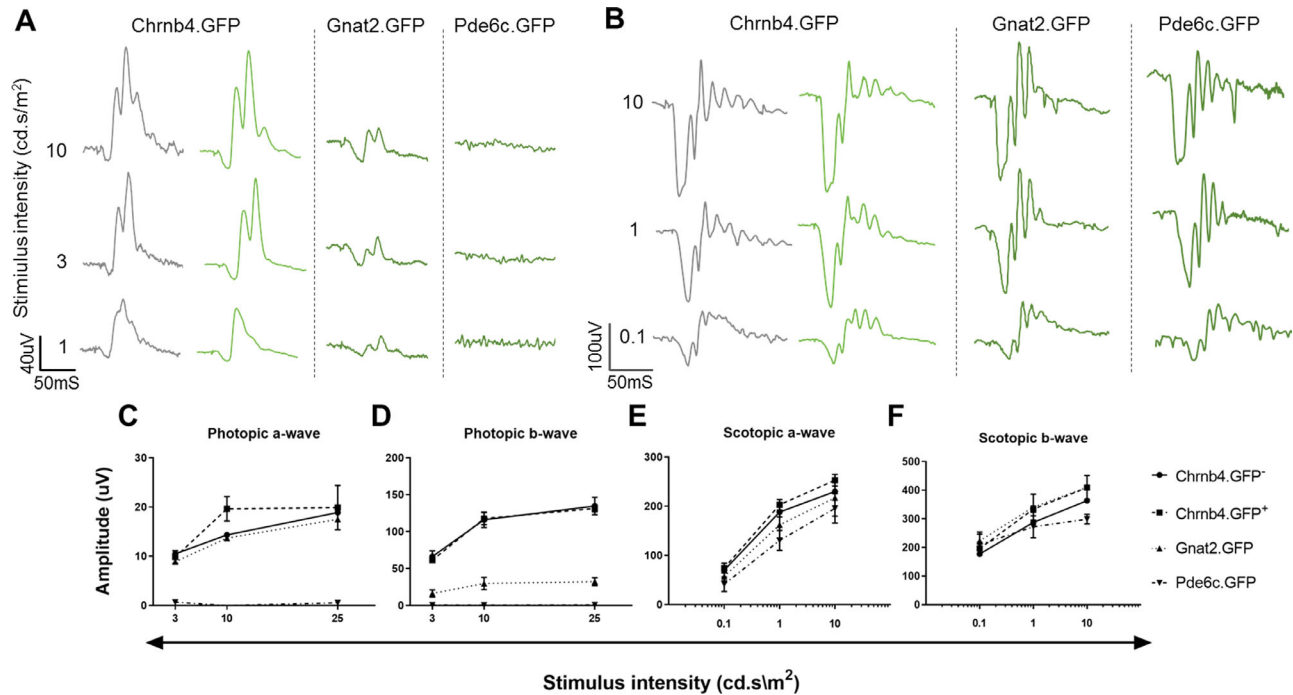 A
B
Chrnb4.GFP
Gnat2.GFP
Pde6c.GFP
Chrnb4.GFP
Gnat2.GFP
Pde6c.GFP
Stimiulus intensity (cd.s/m²)
10
3
1
40uV
50mS
10
1
0.1
100uV
50mS
C
Photopic a-wave
D
Photopic b-wave
E
Scotopic a-wave
F
Scotopic b-wave
Amplitude (uV)
30
20
10
0
3
10
25
200
150
100
50
0
3
10
25
300
200
100
0
0.1
1
10
500
400
300
200
100
0
0.1
1
10
Chrnb4.GFP⁻
Chrnb4.GFP⁺
Gnat2.GFP
Pde6c.GFP
Stimulus intensity (cd.s\m²)